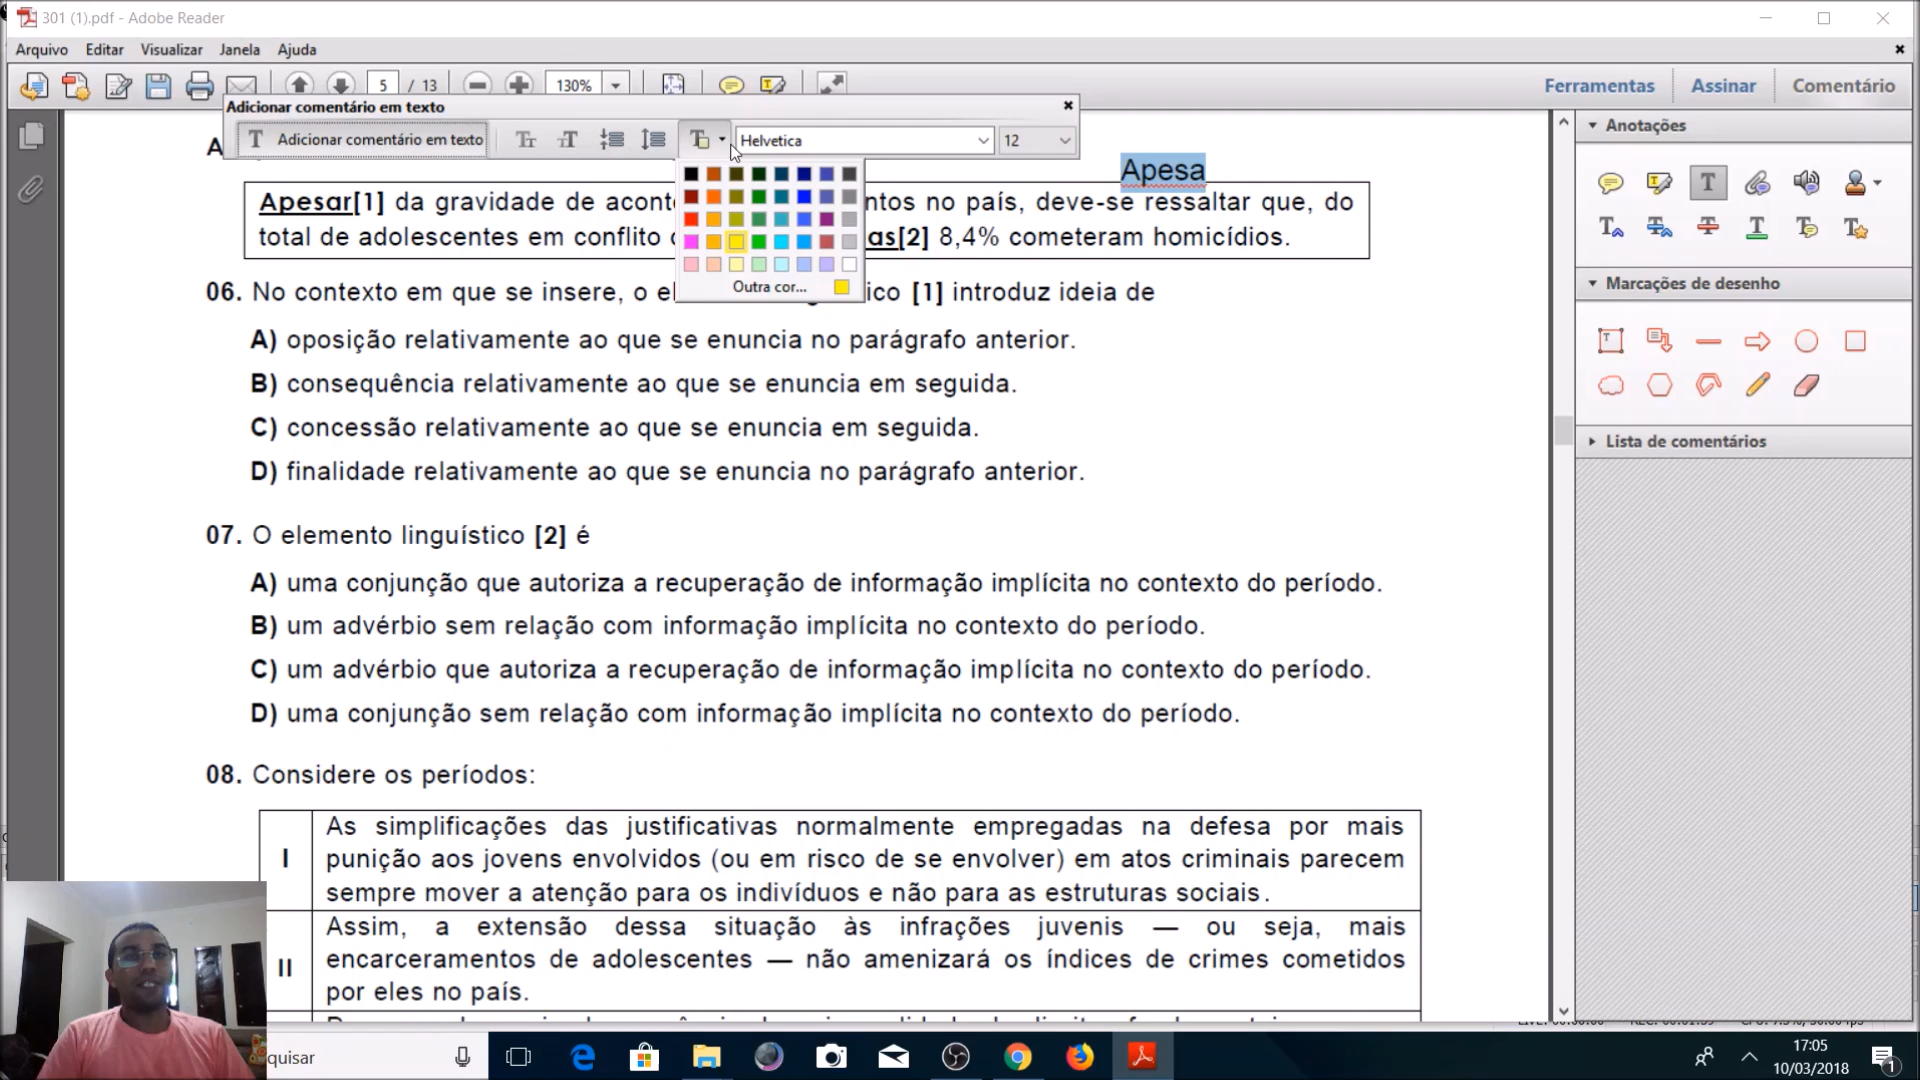 301 (1).pdf - Adobe Reader
Arquivo Editar Visualizar Janela Ajuda
5 / 13 130% Ferramentas Assinar Comentário
Adicionar comentário em texto
Adicionar comentário em texto Helvetica 12
Anotações
Apesa
Apesar[1] da gravidade de no país, deve-se ressaltar que, do
total de adolescentes em conflito as[2] 8,4% cometeram homicídios.
Outra cor...
Marcações de desenho
Lista de comentários
06. No contexto em que se insere, o [1] introduz ideia de
A) oposição relativamente ao que se enuncia no parágrafo anterior.
B) consequência relativamente ao que se enuncia em seguida.
C) concessão relativamente ao que se enuncia em seguida.
D) finalidade relativamente ao que se enuncia no parágrafo anterior.
07. O elemento linguístico [2] é
A) uma conjunção que autoriza a recuperação de informação implícita no contexto do período.
B) um advérbio sem relação com informação implícita no contexto do período.
C) um advérbio que autoriza a recuperação de informação implícita no contexto do período.
D) uma conjunção sem relação com informação implícita no contexto do período.
08. Considere os períodos:
I
As simplificações das justificativas normalmente empregadas na defesa por mais
punição aos jovens envolvidos (ou em risco de se envolver) em atos criminais parecem
sempre mover a atenção para os indivíduos e não para as estruturas sociais.
II
Assim, a extensão dessa situação às infrações juvenis — ou seja, mais
encarceramentos de adolescentes — não amenizará os índices de crimes cometidos
por eles no país.
quisar
17:05
10/03/2018
1